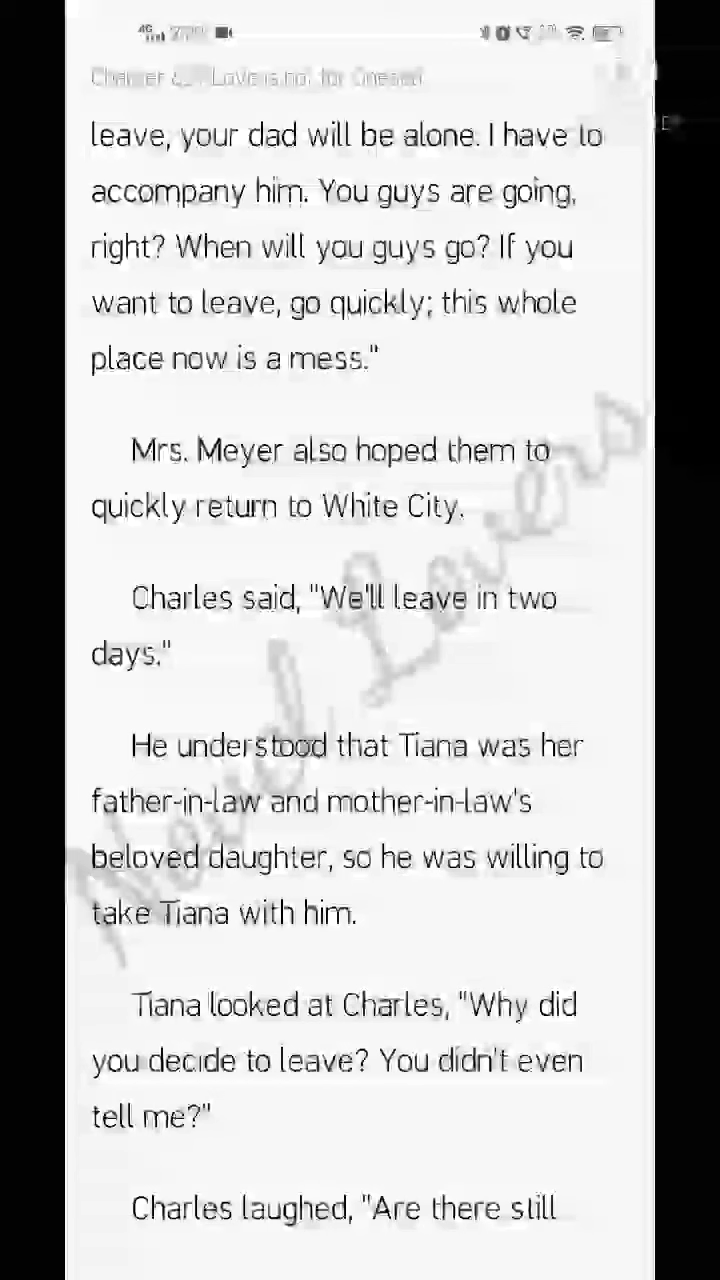 leave, your dad will be alone. I have to
accompany him. You guys are going,
right? When will you guys go? If you
want to leave, go quickly; this whole
place now is a mess."
Mrs. Meyer also hoped them to
quickly return to White City.
Charles said, "We'll leave in two
days."
He understood that Tiana was her
father-in-law and mother-in-law's
beloved daughter, so he was willing to
take Tiana with him.
Tiana looked at Charles, "Why did
you decide to leave? You didn't even
tell me?"
Charles laughed, "Are there still
Novel Lovers